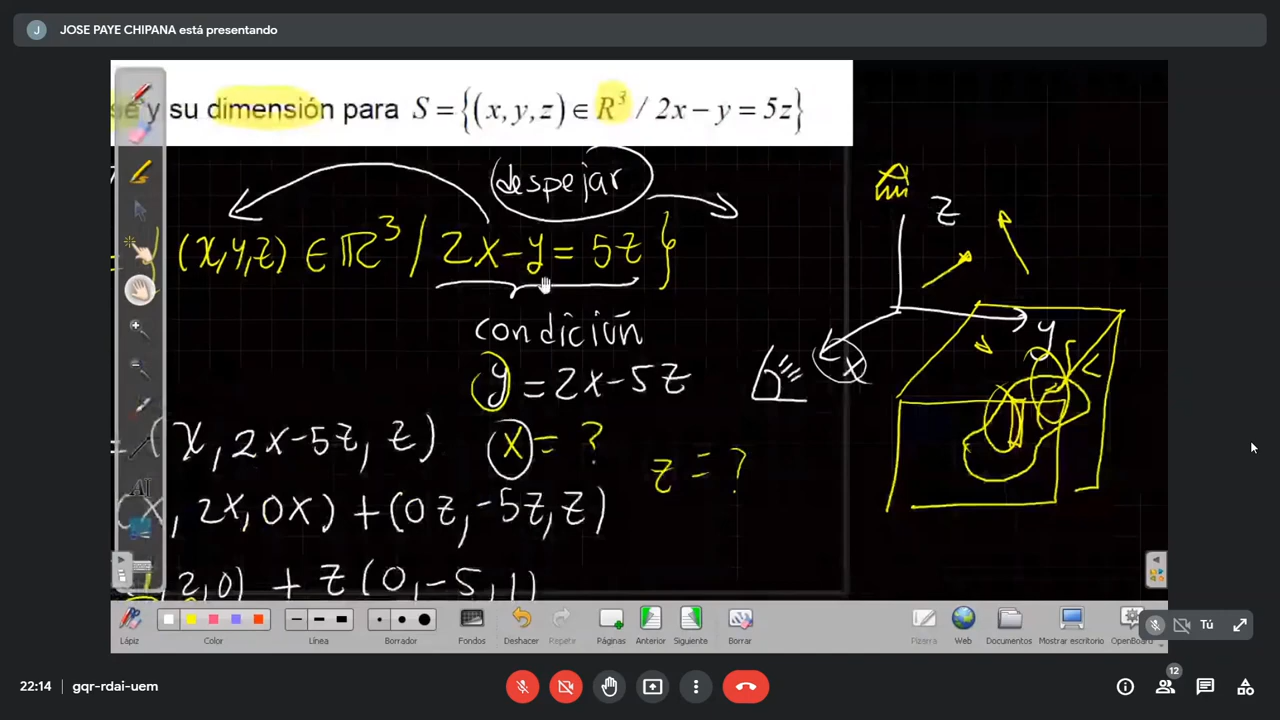 J JOSE PAYE CHIPANA está presentando
se y su dimensión para S = {(x, y, z) ∈ R³ / 2x − y = 5z}
despejar
(x,y,z) ∈ ℝ³ / 2x−y = 5z }
condición
y = 2x−5z
= (x, 2x−5z, z) x = ? z = ?
(x, 2x, 0x) + (0z, −5z, z)
, 2, 0) + z(0, −5, 1)
z
y
x
Lápiz Color Línea Borrador Fondos Deshacer Repetir Páginas Anterior Siguiente Borrar Pizarra Web Documentos Mostrar escritorio OpenBoard
Tú
22:14 gqr-rdai-uem
12